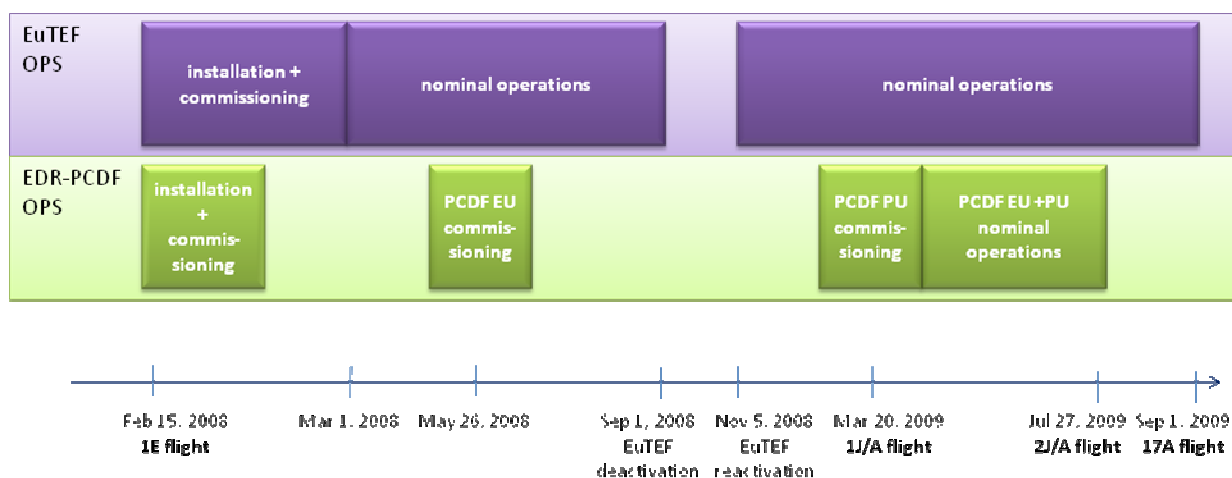 EuTEF
OPS
installation +
commissioning
nominal operations
nominal operations
EDR-PCDF
OPS
installation
+
commis-
sioning
PCDF EU
commis-
sioning
PCDF PU
commis-
sioning
PCDF EU +PU
nominal
operations
Feb 15, 2008
1E flight
Mar 1, 2008
May 26, 2008
Sep 1, 2008
EuTEF
deactivation
Nov 5, 2008
EuTEF
reactivation
Mar 20, 2009
1J/A flight
Jul 27, 2009
2J/A flight
Sep 1, 2009
17A flight